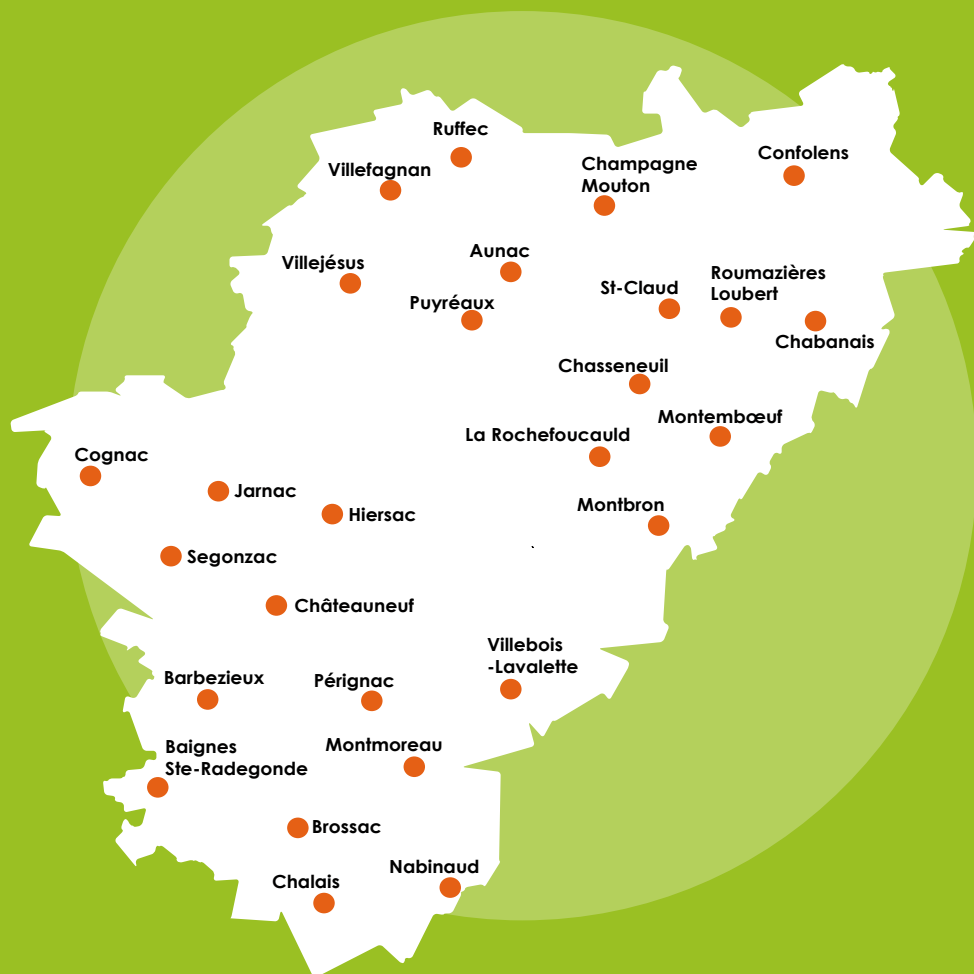 Ruffec
Villefagnan
Champagne
Mouton
Confolens
Villejésus
Aunac
Puyréaux
St-Claud
Roumazières
Loubert
Chabanais
Chasseneuil
Montembœuf
La Rochefoucauld
Cognac
Jarnac
Hiersac
Montbron
Segonzac
Châteauneuf
Villebois
-Lavalette
Barbezieux
Pérignac
Baignes
Ste-Radegonde
Montmoreau
Brossac
Chalais
Nabinaud